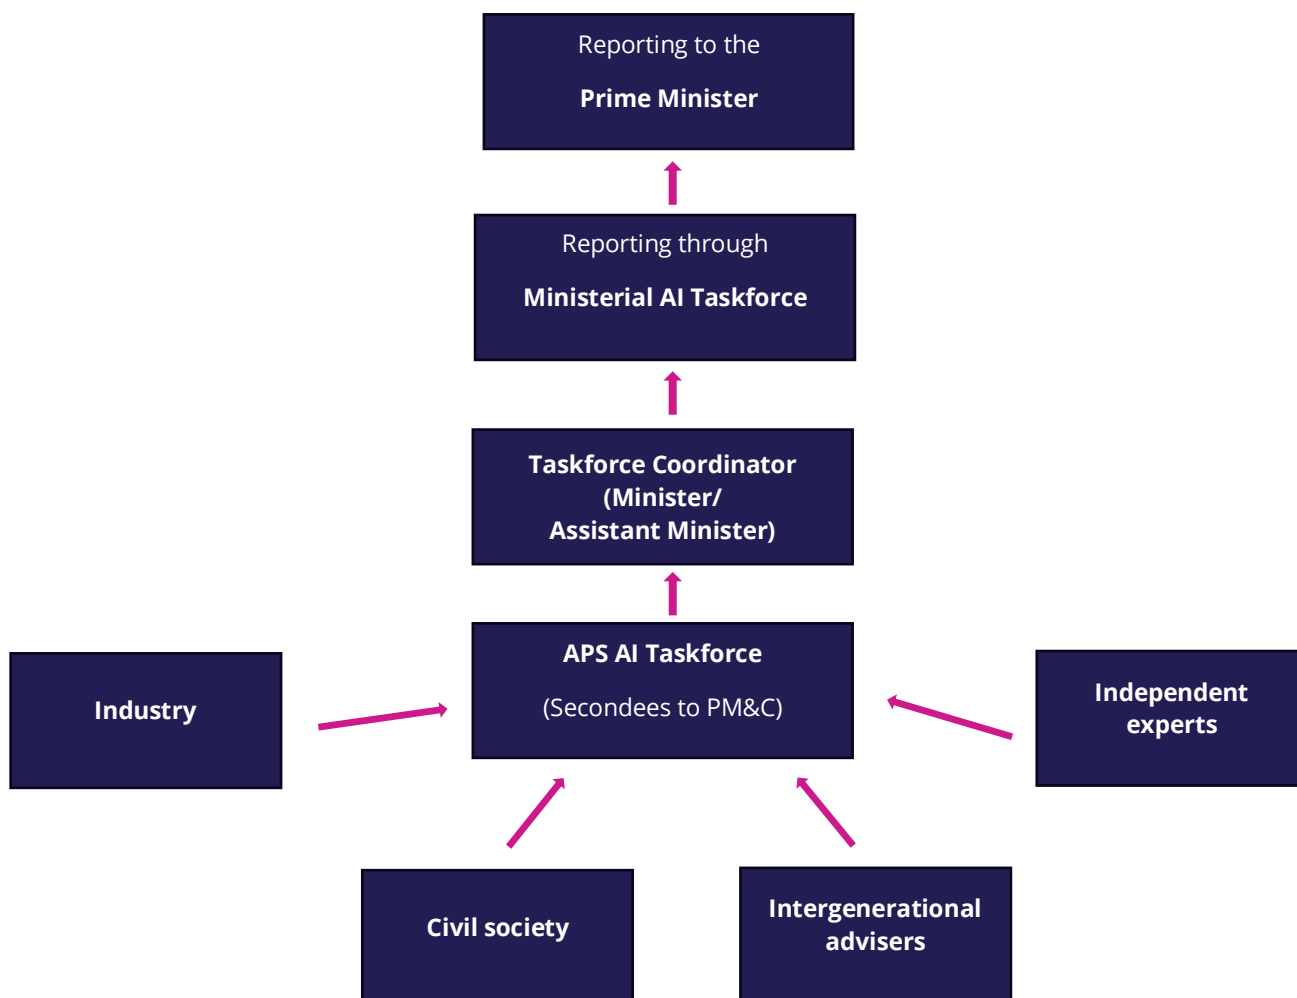 Reporting to the
Prime Minister
Reporting through
Ministerial AI Taskforce
Taskforce Coordinator
(Minister/
Assistant Minister)
APS AI Taskforce
(Secondees to PM&C)
Industry
Independent
experts
Civil society
Intergenerational
advisers